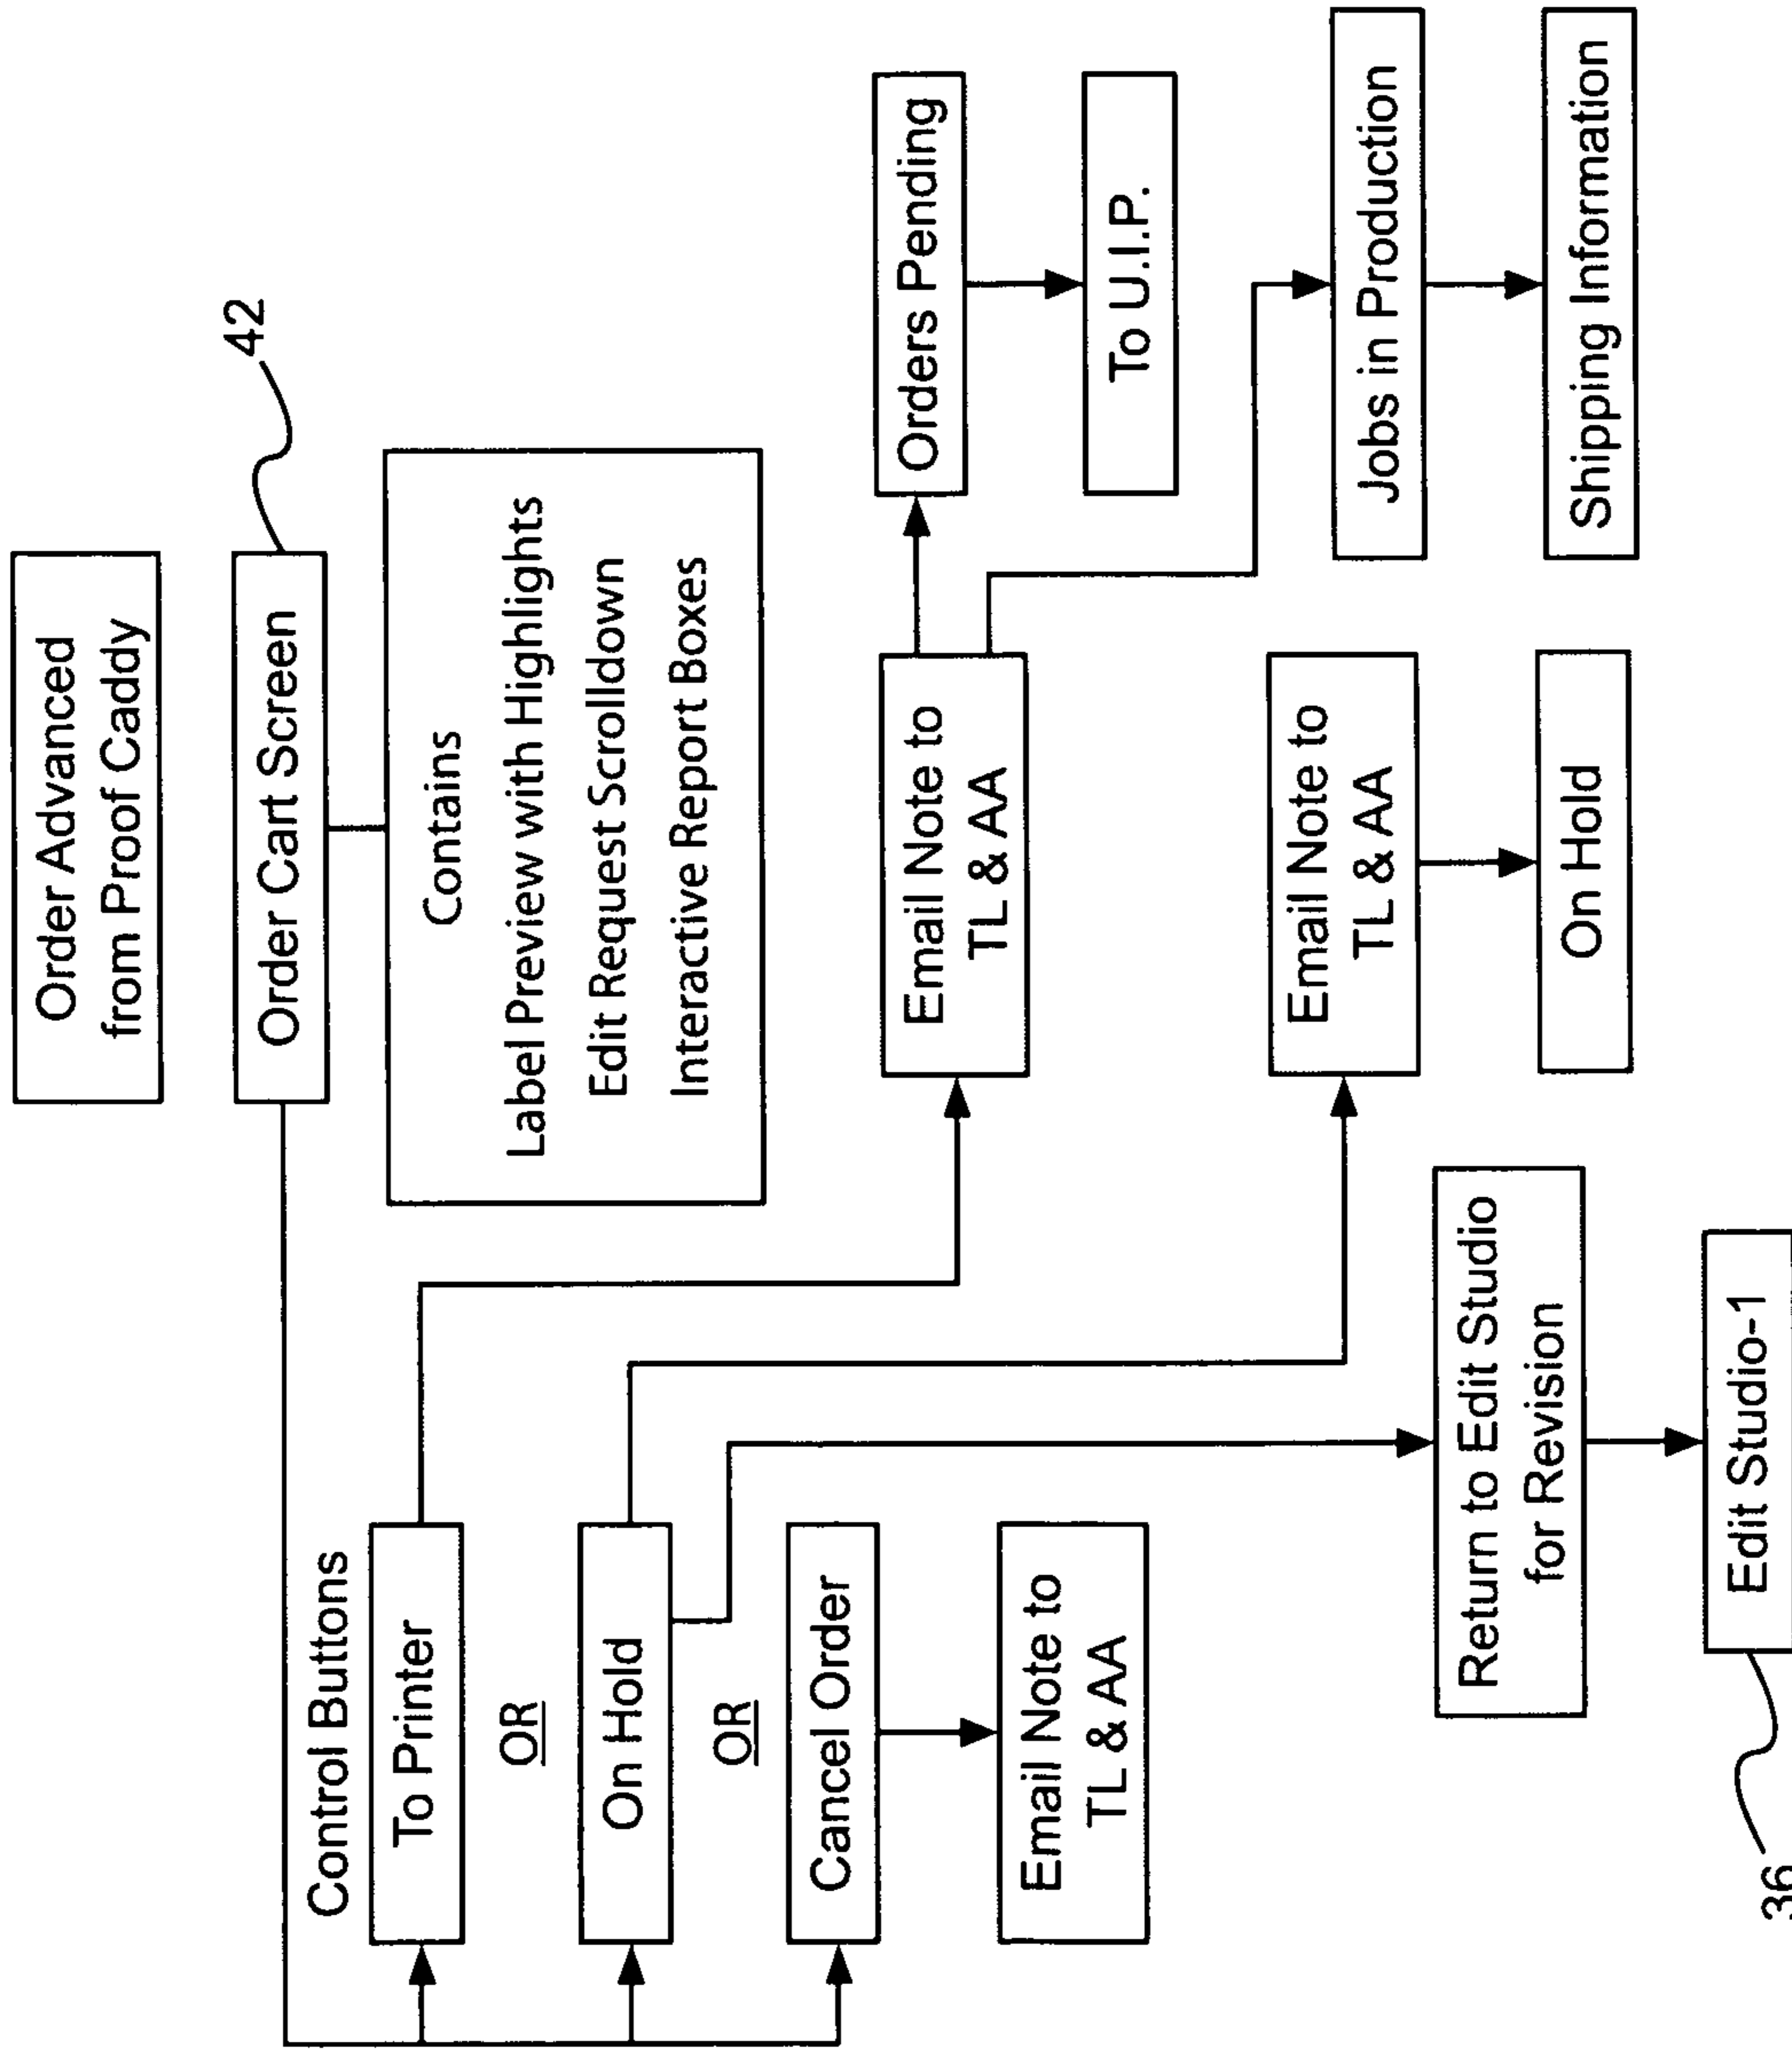 Order Advanced
from Proof Caddy
42
Order Cart Screen
Contains
Label Preview with Highlights
Edit Request Scrolldown
Interactive Report Boxes
Control Buttons
To Printer
OR
On Hold
OR
Cancel Order
Email Note to
TL & AA
Email Note to
TL & AA
Orders Pending
To U.I.P.
Jobs in Production
Shipping Information
Email Note to
TL & AA
On Hold
Return to Edit Studio
for Revision
Edit Studio-1
36